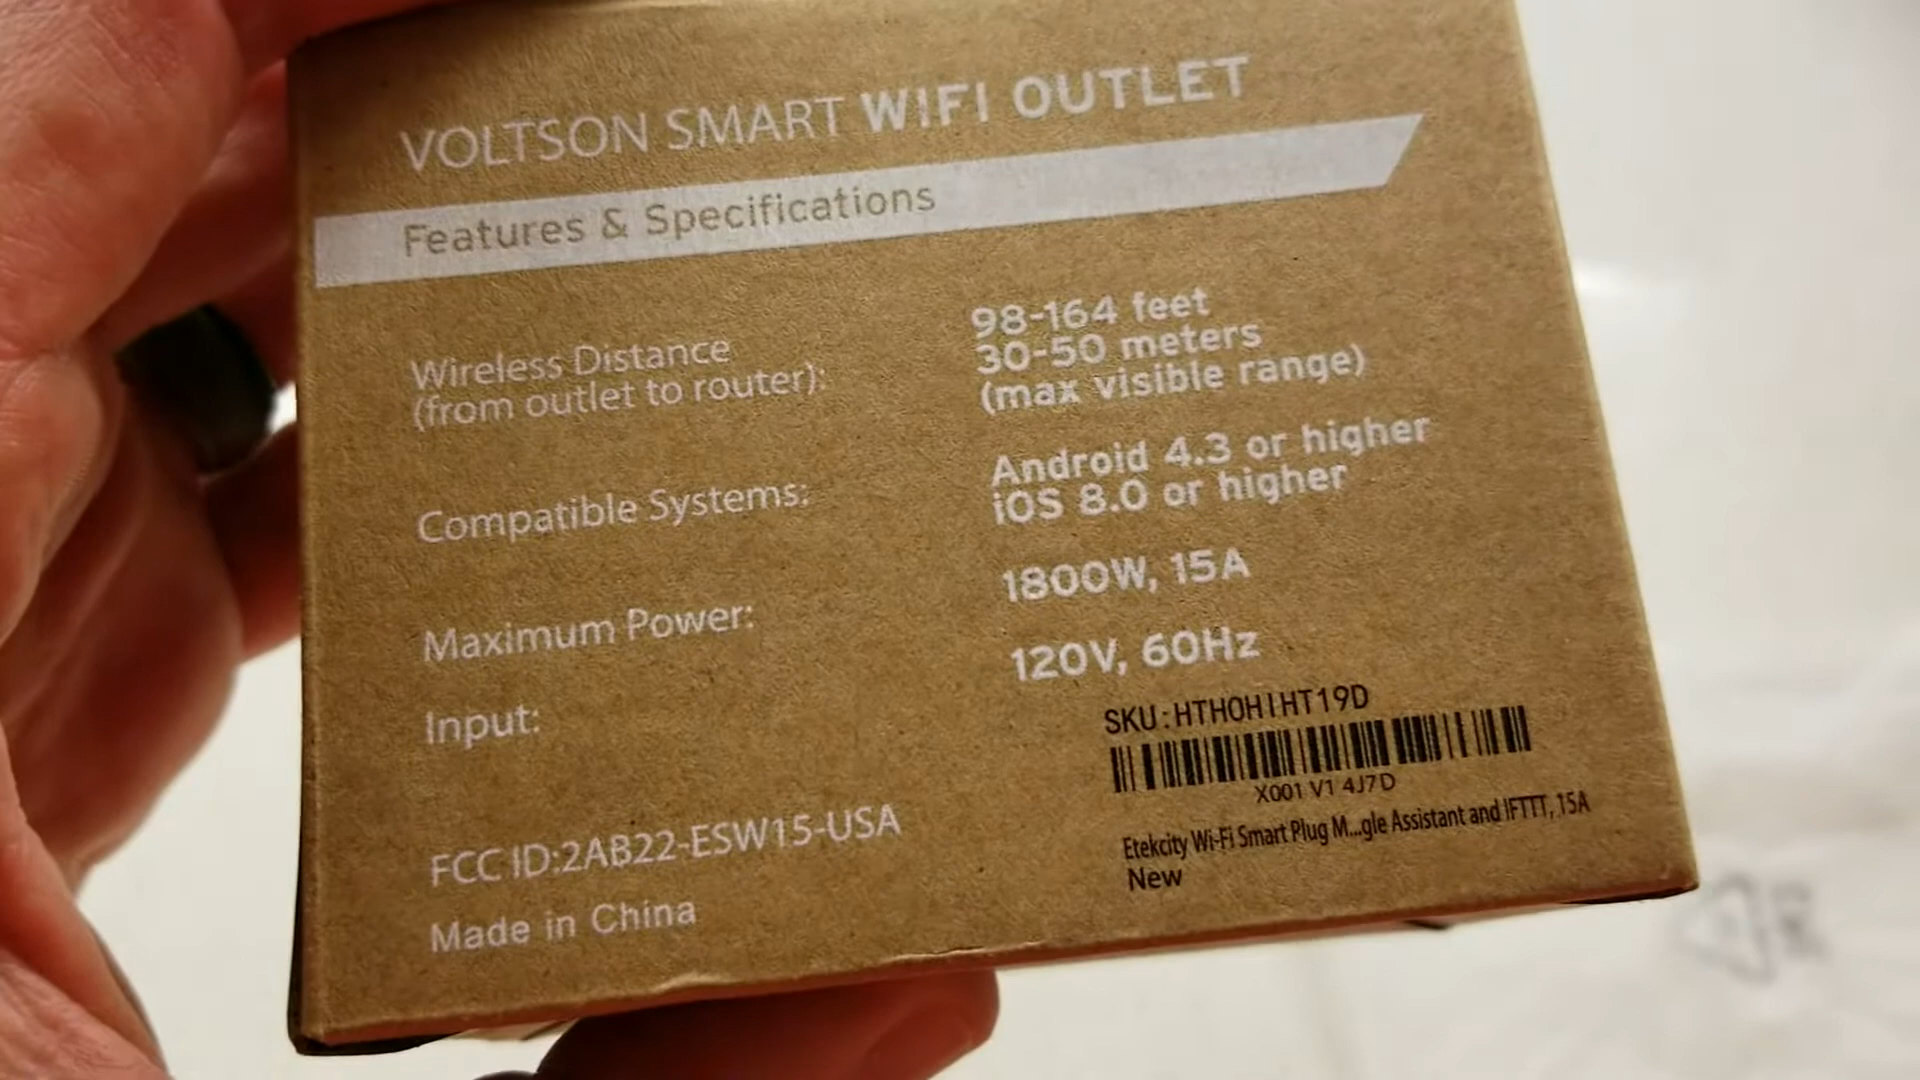 VOLTSON SMART WIFI OUTLET
Features & Specifications
Wireless Distance
(from outlet to router):
98-164 feet
30-50 meters
(max visible range)
Compatible Systems:
Android 4.3 or higher
iOS 8.0 or higher
Maximum Power:
1800W, 15A
Input:
120V, 60Hz
SKU:HTHOHIHT19D
X001 V1 4J7D
Etekcity Wi-Fi Smart Plug M...gle Assistant and IFTTT, 15A
New
FCC ID:2AB22-ESW15-USA
Made in China